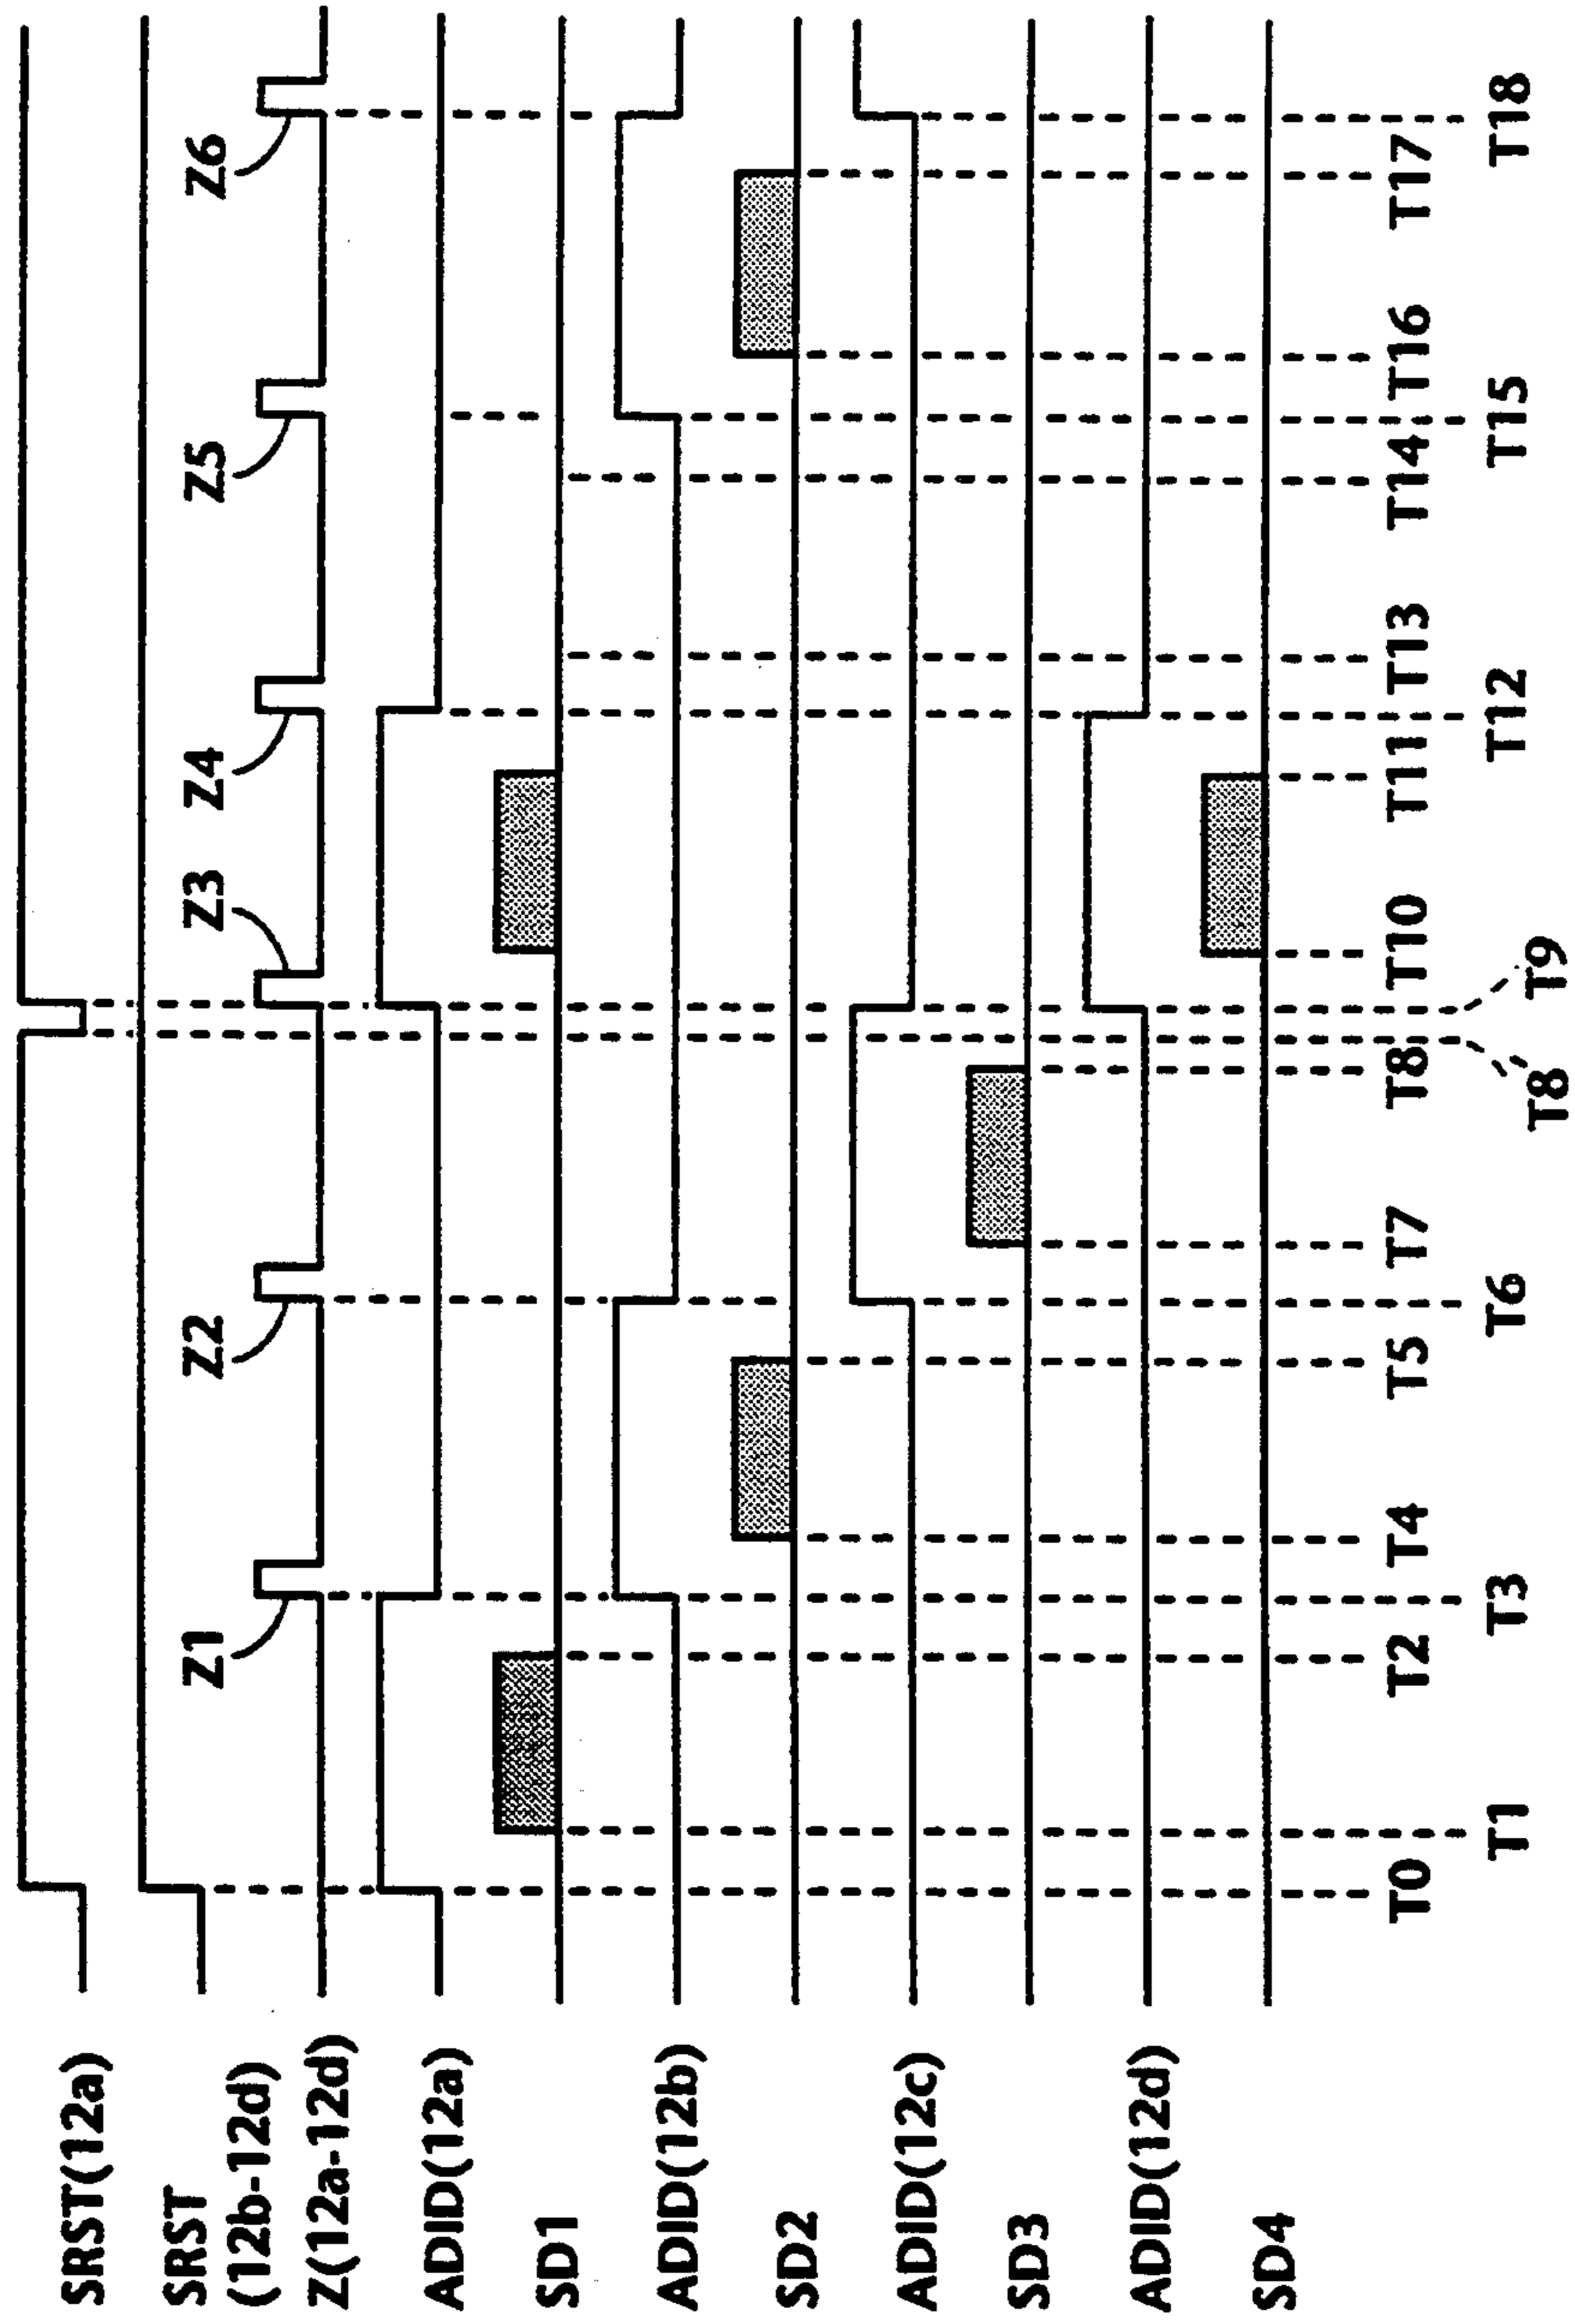 SRST(12a)
SRST
(12b-12d)
Z(12a-12d)
ADID(12a)
SD1
ADID(12b)
SD2
ADID(12c)
SD3
ADID(12d)
SD4
Z1
Z2
Z3
Z4
Z5
Z6
T0
T1
T2
T3
T4
T5
T6
T7
T8
T8
T9
T10
T11
T12
T13
T14
T15
T16
T17
T18